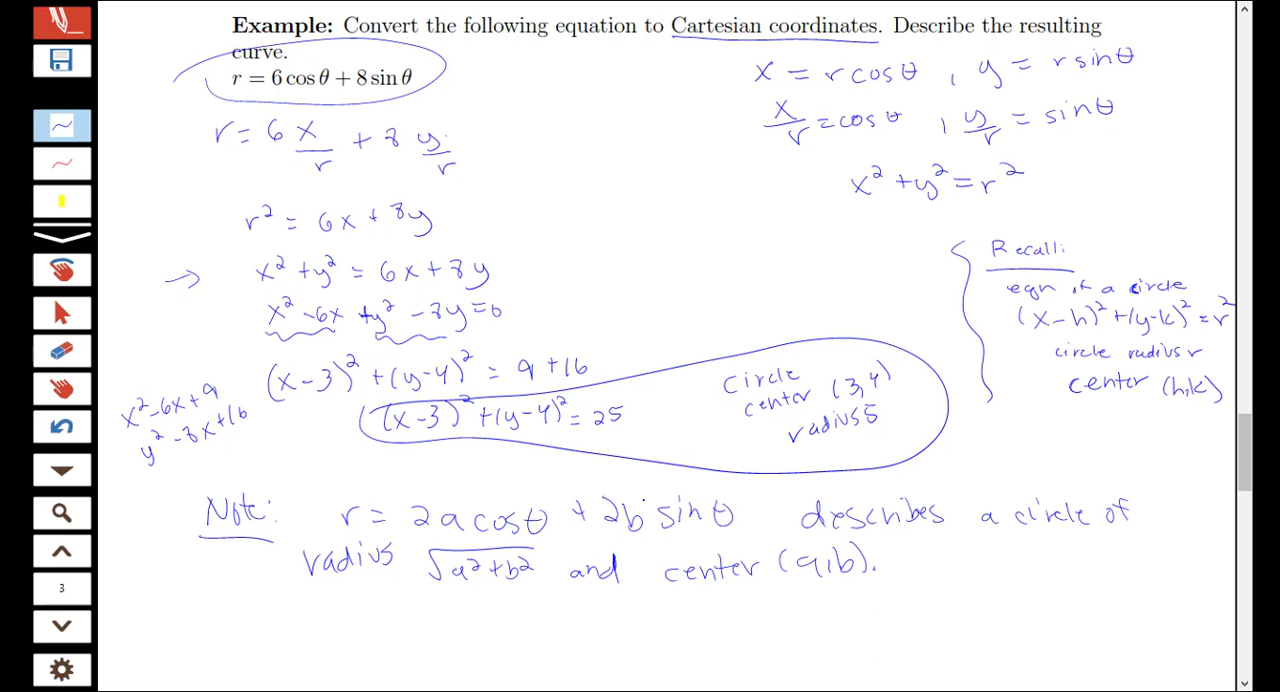 Example: Convert the following equation to Cartesian coordinates. Describe the resulting
curve.
r = 6 cos θ + 8 sin θ
x = r cos θ , y = r sin θ
x/r = cos θ , y/r = sin θ
x² + y² = r²
r = 6 x/r + 8 y/r
r² = 6x + 8y
→ x² + y² = 6x + 8y
x² - 6x + y² - 8y = 0
(x-3)² + (y-4)² = 9 + 16
(x-3)² + (y-4)² = 25
x² - 6x + 9
y² - 8x + 16
Circle
center (3,4)
radius 5
Recall:
eqn of a circle
(x-h)² + (y-k)² = r²
circle radius r
center (h,k)
Note: r = 2a cos θ + 2b sin θ describes a circle of
radius √a²+b² and center (a,b).
3